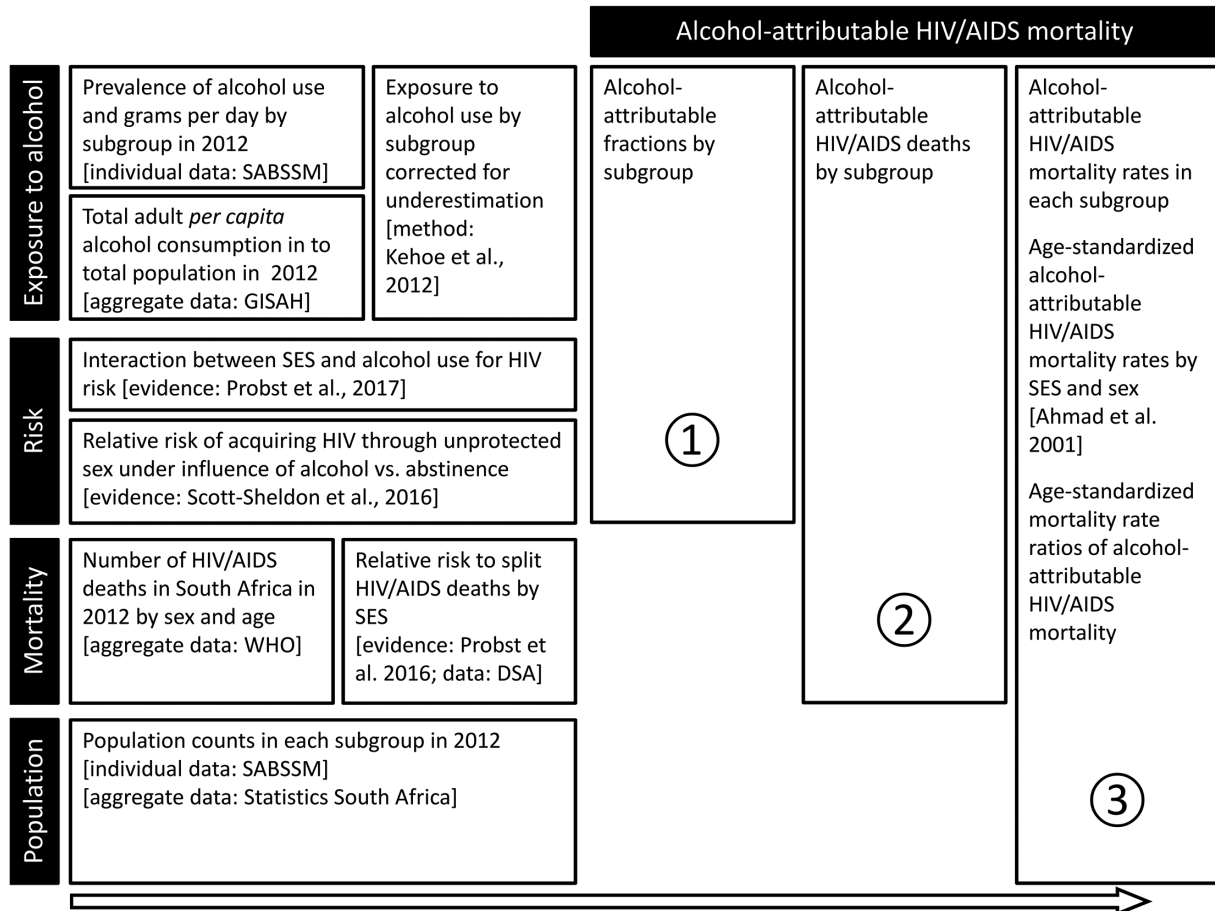 Alcohol-attributable HIV/AIDS mortality
Exposure to alcohol
Prevalence of alcohol use
and grams per day by
subgroup in 2012
[individual data: SABSSM]
Total adult per capita
alcohol consumption in to
total population in 2012
[aggregate data: GISAH]
Exposure to
alcohol use by
subgroup
corrected for
underestimation
[method:
Kehoe et al.,
2012]
Risk
Interaction between SES and alcohol use for HIV
risk [evidence: Probst et al., 2017]
Relative risk of acquiring HIV through unprotected
sex under influence of alcohol vs. abstinence
[evidence: Scott-Sheldon et al., 2016]
Mortality
Number of HIV/AIDS
deaths in South Africa in
2012 by sex and age
[aggregate data: WHO]
Relative risk to split
HIV/AIDS deaths by
SES
[evidence: Probst et
al. 2016; data: DSA]
Population
Population counts in each subgroup in 2012
[individual data: SABSSM]
[aggregate data: Statistics South Africa]
Alcohol-
attributable
fractions by
subgroup
1
Alcohol-
attributable
HIV/AIDS deaths
by subgroup
2
Alcohol-
attributable
HIV/AIDS
mortality rates in
each subgroup
Age-standardized
alcohol-
attributable
HIV/AIDS
mortality rates by
SES and sex
[Ahmad et al.
2001]
Age-standardized
mortality rate
ratios of alcohol-
attributable
HIV/AIDS
mortality
3